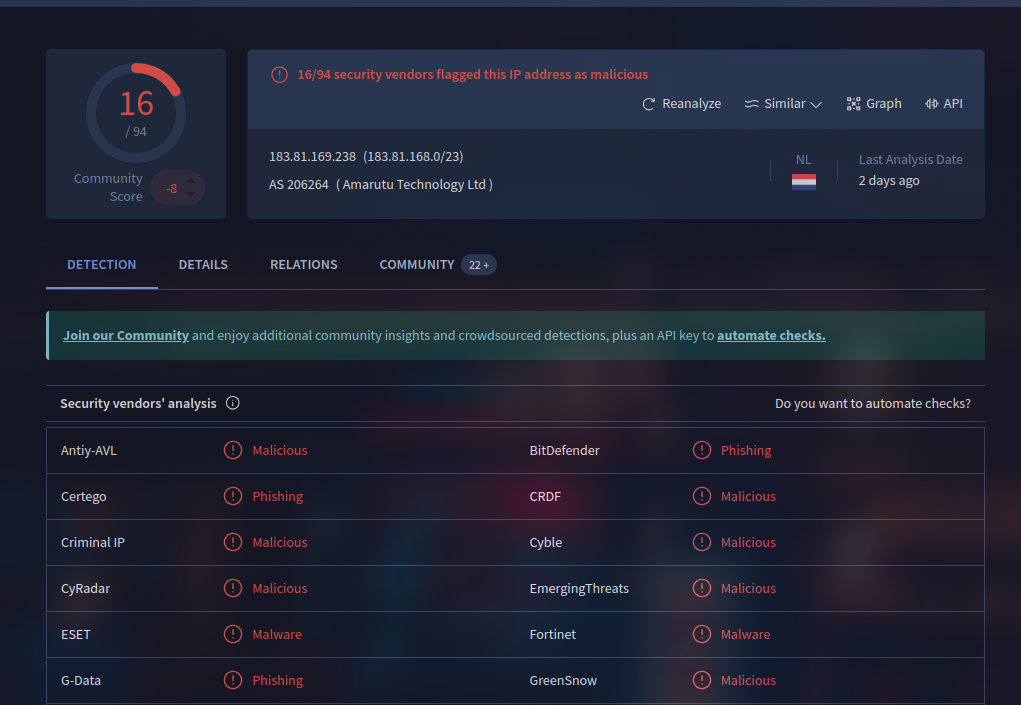 16
/ 94
Community
Score
-8
16/94 security vendors flagged this IP address as malicious
Reanalyze Similar Graph API
183.81.169.238 (183.81.168.0/23)
AS 206264 ( Amarutu Technology Ltd )
NL
Last Analysis Date
2 days ago
DETECTION DETAILS RELATIONS COMMUNITY 22 +
Join our Community and enjoy additional community insights and crowdsourced detections, plus an API key to automate checks.
Security vendors' analysis Do you want to automate checks?
Antiy-AVL Malicious BitDefender Phishing
Certego Phishing CRDF Malicious
Criminal IP Malicious Cyble Malicious
CyRadar Malicious EmergingThreats Malicious
ESET Malware Fortinet Malware
G-Data Phishing GreenSnow Malicious